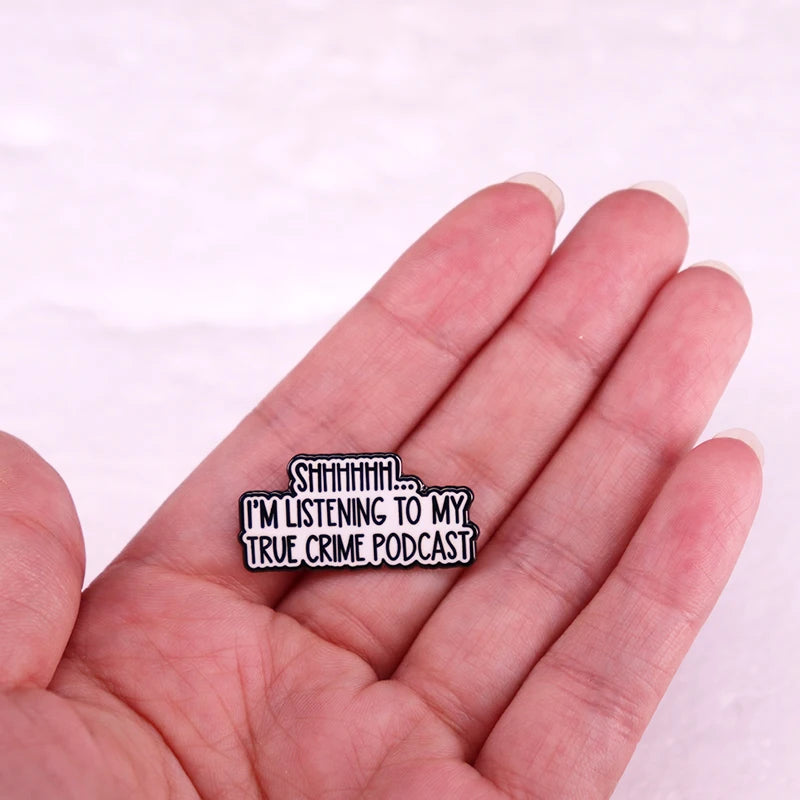 SHHHHHH...
I'M LISTENING TO MY
TRUE CRIME PODCAST